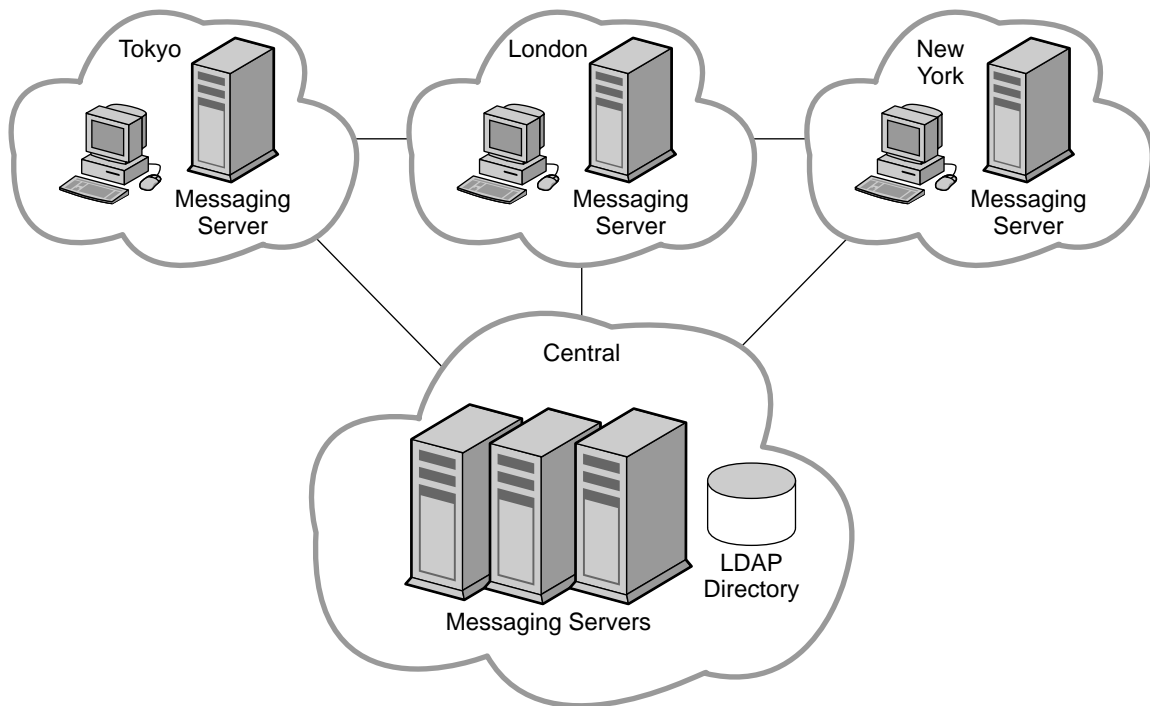 Tokyo
Messaging
Server
London
Messaging
Server
New
York
Messaging
Server
Central
Messaging Servers
LDAP
Directory